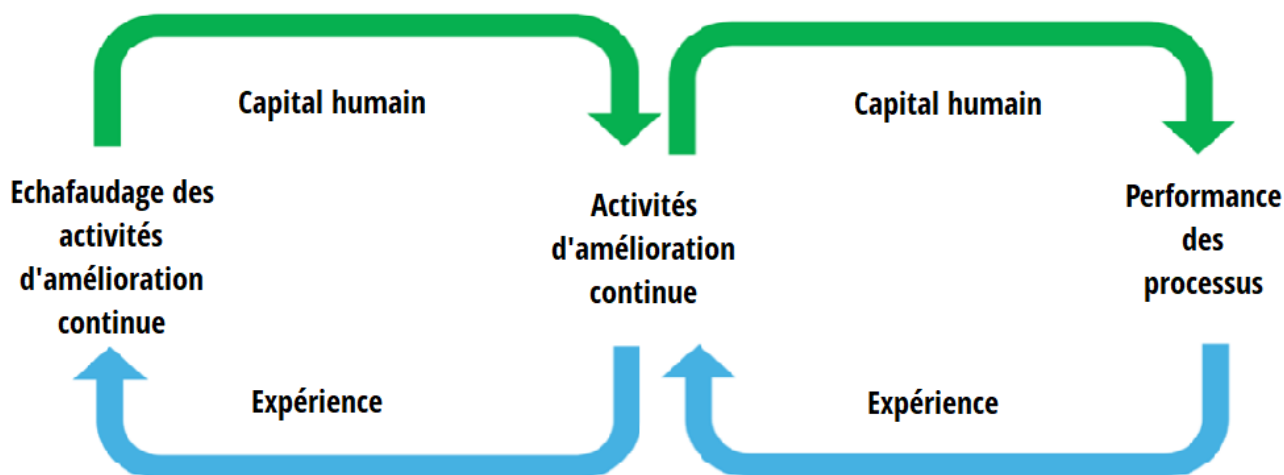 Capital humain
Capital humain
Echafaudage des
activités
d'amélioration
continue
Activités
d'amélioration
continue
Performance
des
processus
Expérience
Expérience